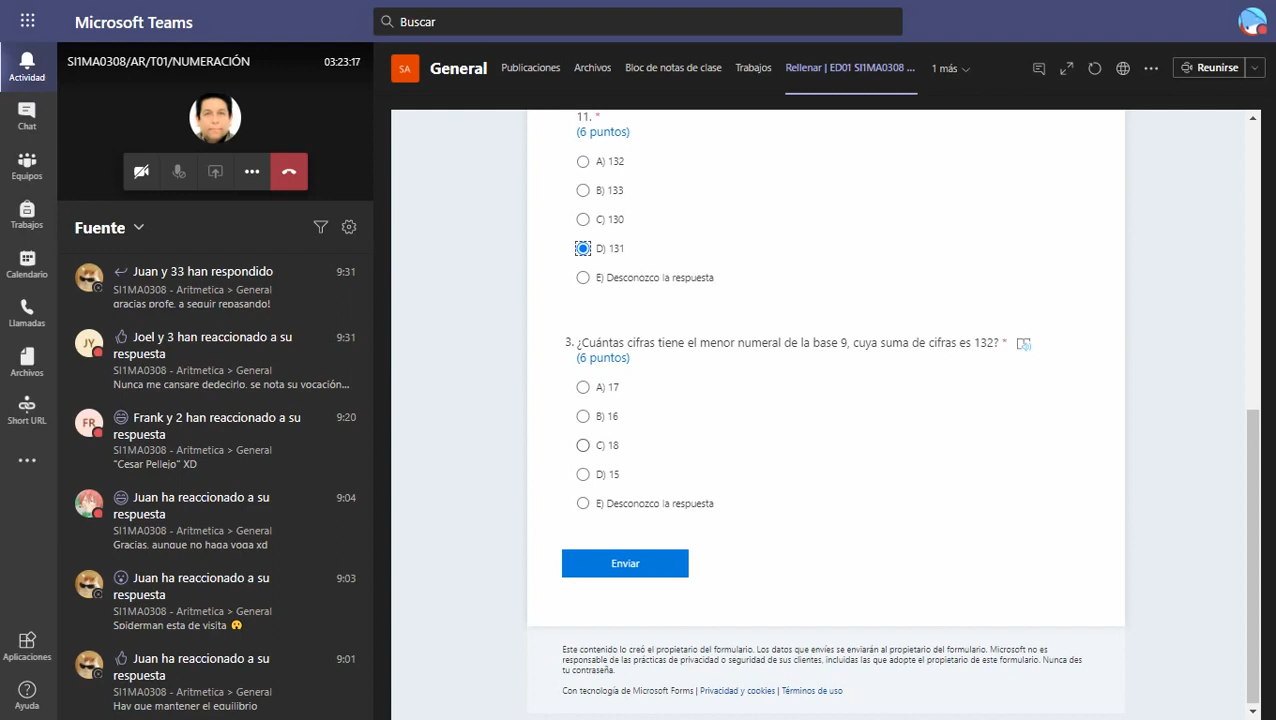 Microsoft Teams
Buscar
Actividad
Chat
Equipos
Trabajos
Calendario
Llamadas
Archivos
Short URL
Aplicaciones
Ayuda
SI1MA0308/AR/T01/NUMERACIÓN
03:23:17
Fuente
Juan y 33 han respondido
9:31
SI1MA0308 - Aritmetica > General
gracias profe, a seguir repasando!
JY
Joel y 3 han reaccionado a su
respuesta
9:31
SI1MA0308 - Aritmetica > General
Nunca me cansare dedecirlo, se nota su vocación...
FR
Frank y 2 han reaccionado a su
respuesta
9:20
SI1MA0308 - Aritmetica > General
"Cesar Pellejo" XD
Juan ha reaccionado a su
respuesta
9:04
SI1MA0308 - Aritmetica > General
Gracias, aunque no haga yoga xd
Juan ha reaccionado a su
respuesta
9:03
SI1MA0308 - Aritmetica > General
Spiderman esta de visita 😯
Juan ha reaccionado a su
respuesta
9:01
SI1MA0308 - Aritmetica > General
Hay que mantener el equilibrio
SA
General
Publicaciones
Archivos
Bloc de notas de clase
Trabajos
Rellenar | ED01 SI1MA0308 ...
1 más
Reunirse
11. *
(6 puntos)
A) 132
B) 133
C) 130
D) 131
E) Desconozco la respuesta
3. ¿Cuántas cifras tiene el menor numeral de la base 9, cuya suma de cifras es 132? *
(6 puntos)
A) 17
B) 16
C) 18
D) 15
E) Desconozco la respuesta
Enviar
Este contenido lo creó el propietario del formulario. Los datos que envíes se enviarán al propietario del formulario. Microsoft no es
responsable de las prácticas de privacidad o seguridad de sus clientes, incluidas las que adopte el propietario de este formulario. Nunca des
tu contraseña.
Con tecnología de Microsoft Forms | Privacidad y cookies | Términos de uso